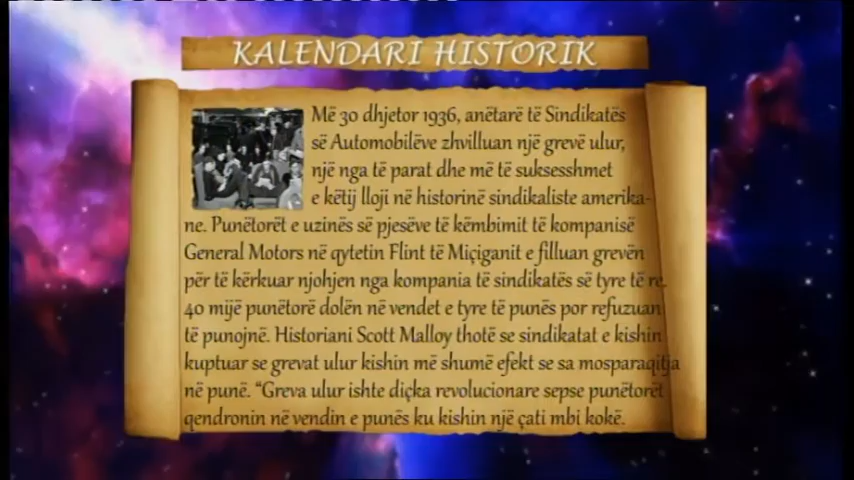 KALENDARI HISTORIK
Më 30 dhjetor 1936, anëtarë të Sindikatës
së Automobilëve zhvilluan një grevë ulur,
një nga të parat dhe më të suksesshmet
e këtij lloji në historinë sindikaliste amerika-
ne. Punëtorët e uzinës së pjesëve të këmbimit të kompanisë
General Motors në qytetin Flint të Miçiganit e filluan grevën
për të kërkuar njohjen nga kompania të sindikatës së tyre të re.
40 mijë punëtorë dolën në vendet e tyre të punës por refuzuan
të punojnë. Historiani Scott Malloy thotë se sindikatat e kishin
kuptuar se grevat ulur kishin më shumë efekt se sa mosparaqitja
në punë. “Greva ulur ishte diçka revolucionare sepse punëtorët
qendronin në vendin e punës ku kishin një çati mbi kokë.